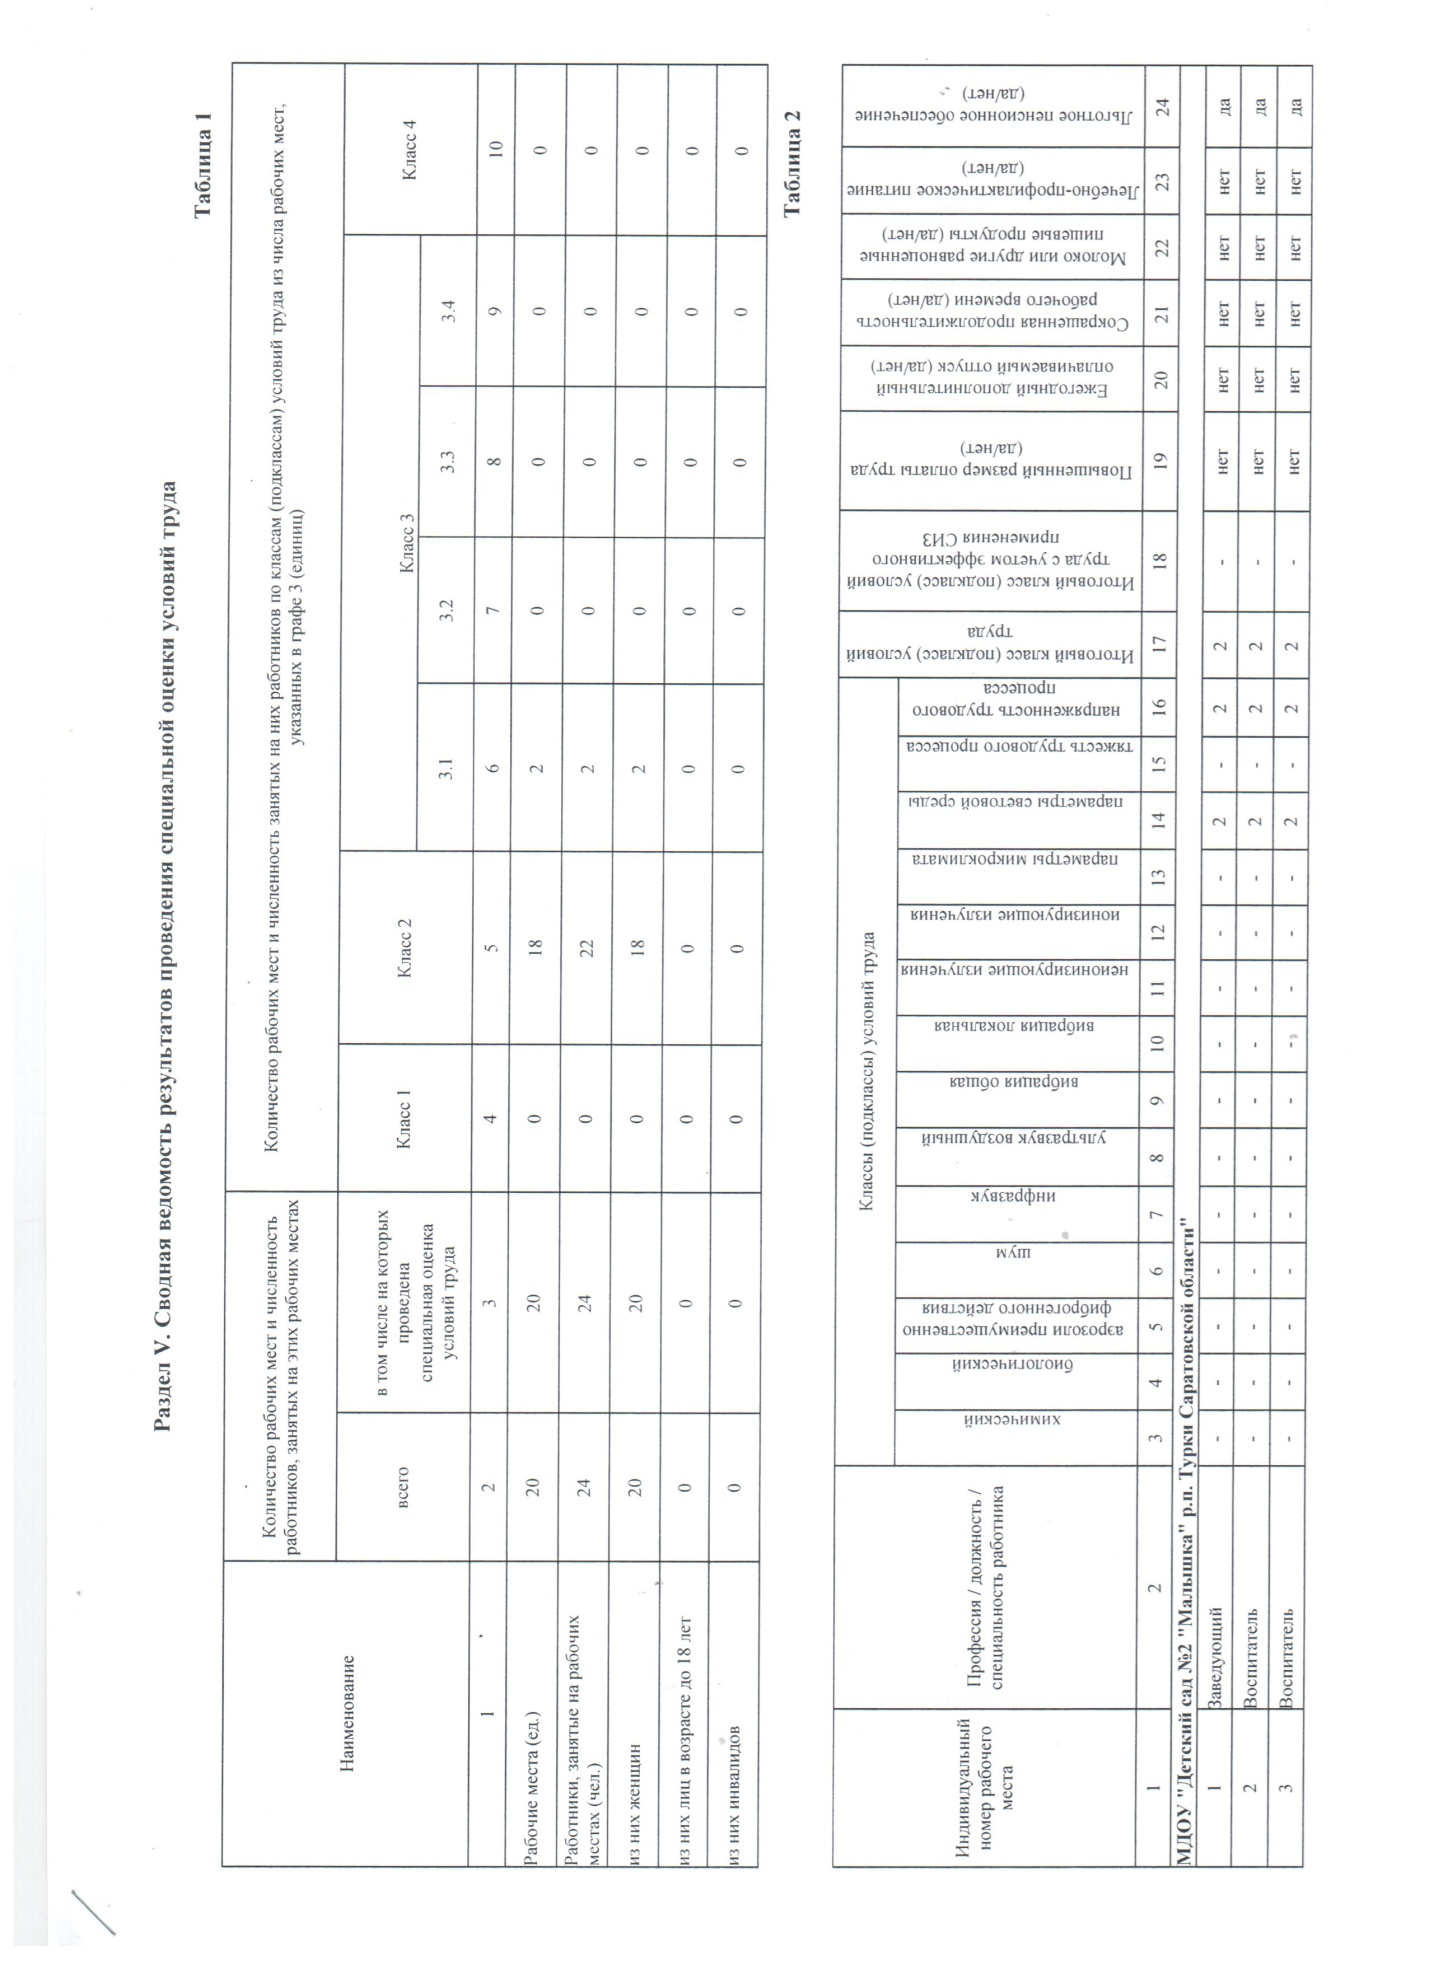 Раздел V. Сводная ведомость результатов проведения специальной оценки условий труда
Таблица 1
Наименование
Количество рабочих мест и численность
работников, занятых на этих рабочих местах
Количество рабочих мест и численность занятых на них работников по классам (подклассам) условий труда из числа рабочих мест,
указанных в графе 3 (единиц)
всего
в том числе на которых
проведена
специальная оценка
условий труда
Класс 1
Класс 2
Класс 3
Класс 4
3.1
3.2
3.3
3.4
1 2 3 4 5 6 7 8 9 10
Рабочие места (ед.) 20 20 0 18 2 0 0 0 0
Работники, занятые на рабочих
местах (чел.) 24 24 0 22 2 0 0 0 0
из них женщин 20 20 0 18 2 0 0 0 0
из них лиц в возрасте до 18 лет 0 0 0 0 0 0 0 0 0
из них инвалидов 0 0 0 0 0 0 0 0 0
Таблица 2
Индивидуальный
номер рабочего
места
Профессия / должность /
специальность работника
Классы (подклассы) условий труда
химический
биологический
аэрозоли преимущественно
фиброгенного действия
шум
инфразвук
ультразвук воздушный
вибрация общая
вибрация локальная
неионизирующие излучения
ионизирующие излучения
параметры микроклимата
параметры световой среды
тяжесть трудового процесса
напряженность трудового
процесса
Итоговый класс (подкласс) условий
труда
Итоговый класс (подкласс) условий
труда с учетом эффективного
применения СИЗ
Повышенный размер оплаты труда
(да/нет)
Ежегодный дополнительный
оплачиваемый отпуск (да/нет)
Сокращенная продолжительность
рабочего времени (да/нет)
Молоко или другие равноценные
пищевые продукты (да/нет)
Лечебно-профилактическое питание
(да/нет)
Льготное пенсионное обеспечение
(да/нет)
1 2 3 4 5 6 7 8 9 10 11 12 13 14 15 16 17 18 19 20 21 22 23 24
МДОУ "Детский сад №2 "Малышка" р.п. Турки Саратовской области"
1 Заведующий - - - - - - - - - - - 2 - 2 2 - нет нет нет нет нет да
2 Воспитатель - - - - - - - - - - - 2 - 2 2 - нет нет нет нет нет да
3 Воспитатель - - - - - - - - - - - 2 - 2 2 - нет нет нет нет нет да